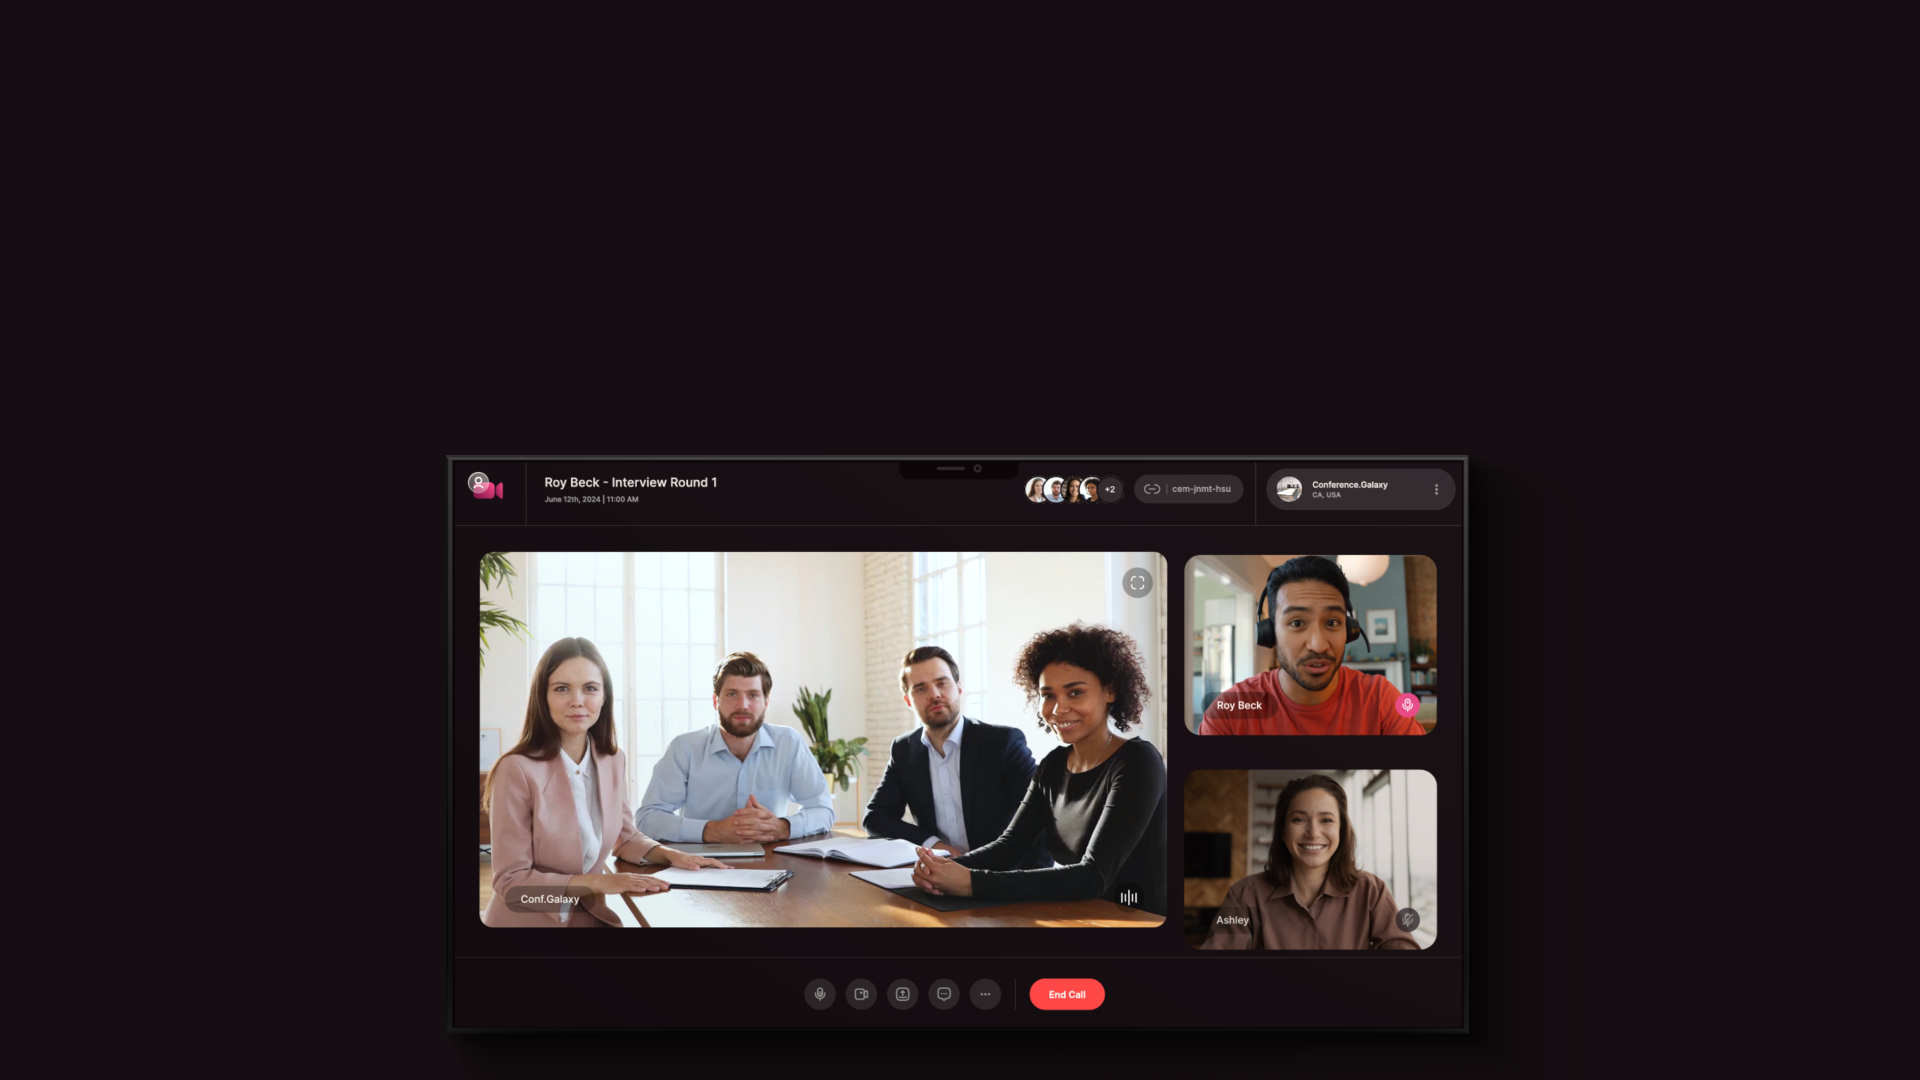 Roy Beck - Interview Round 1
June 12th, 2024 | 11:00 AM
+2
cem-jnmt-hsu
Conference.Galaxy
CA, USA
Conf.Galaxy
Roy Beck
Ashley
End Call